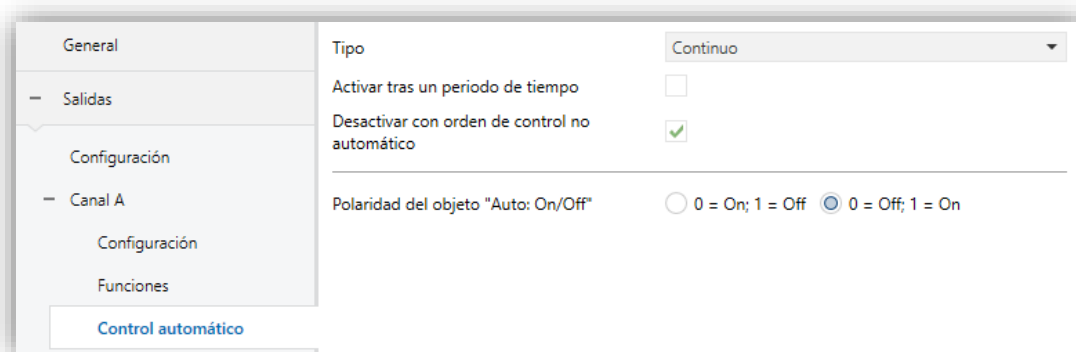 General
Salidas
Configuración
Canal A
Configuración
Funciones
Control automático
Tipo
Continuo
Activar tras un periodo de tiempo
Desactivar con orden de control no
automático
Polaridad del objeto "Auto: On/Off"
0 = On; 1 = Off
0 = Off; 1 = On